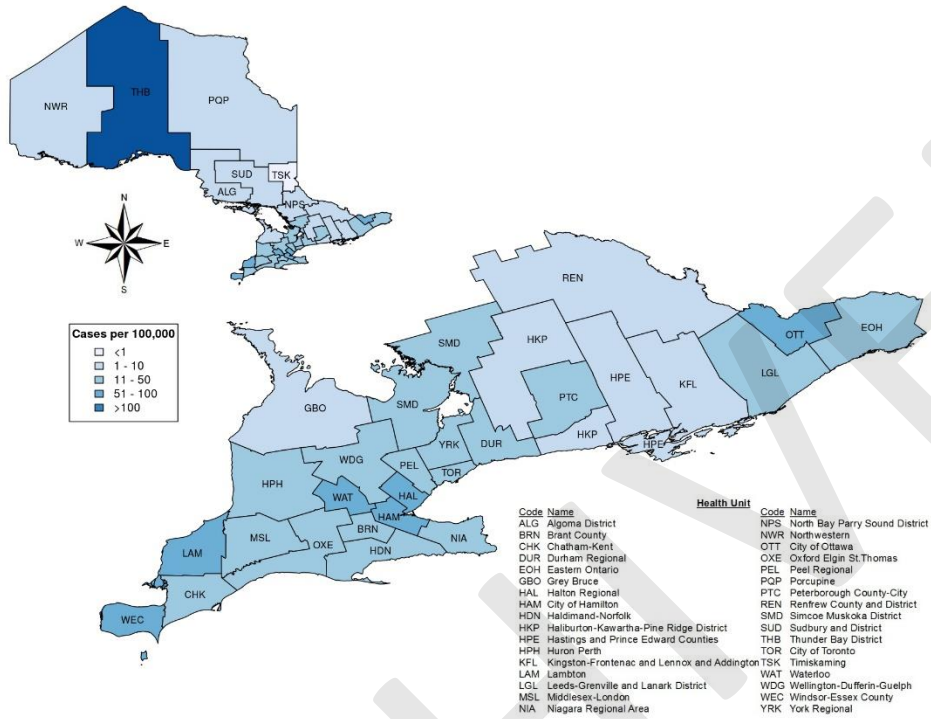 NWR
THB
PQP
SUD
TSK
ALG
NPS
N
W E
S
Cases per 100,000
<1
1 - 10
11 - 50
51 - 100
>100
REN
SMD
HKP
OTT
EOH
HPE
KFL
LGL
PTC
GBO
SMD
HKP
HPE
YRK
DUR
WDG
PEL
TOR
HPH
WAT
HAL
HAM
BRN
LAM
MSL
OXE
HDN
NIA
CHK
WEC
Health Unit
Code Name
ALG Algoma District
BRN Brant County
CHK Chatham-Kent
DUR Durham Regional
EOH Eastern Ontario
GBO Grey Bruce
HAL Halton Regional
HAM City of Hamilton
HDN Haldimand-Norfolk
HKP Haliburton-Kawartha-Pine Ridge District
HPE Hastings and Prince Edward Counties
HPH Huron Perth
KFL Kingston-Frontenac and Lennox and Addington
LAM Lambton
LGL Leeds-Grenville and Lanark District
MSL Middlesex-London
NIA Niagara Regional Area
Code Name
NPS North Bay Parry Sound District
NWR Northwestern
OTT City of Ottawa
OXE Oxford Elgin St.Thomas
PEL Peel Regional
PQP Porcupine
PTC Peterborough County-City
REN Renfrew County and District
SMD Simcoe Muskoka District
SUD Sudbury and District
THB Thunder Bay District
TOR City of Toronto
TSK Timiskaming
WAT Waterloo
WDG Wellington-Dufferin-Guelph
WEC Windsor-Essex County
YRK York Regional